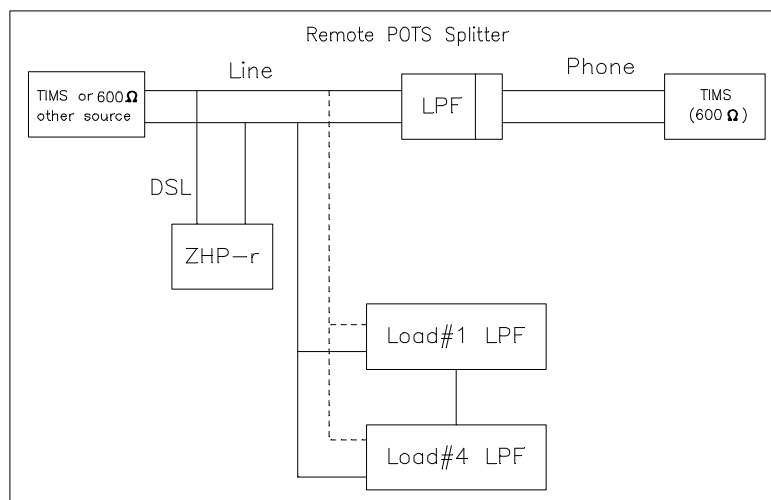 Remote POTS Splitter
Line
Phone
TIMS or 600Ω
other source
LPF
TIMS
(600 Ω)
DSL
ZHP-r
Load#1 LPF
Load#4 LPF